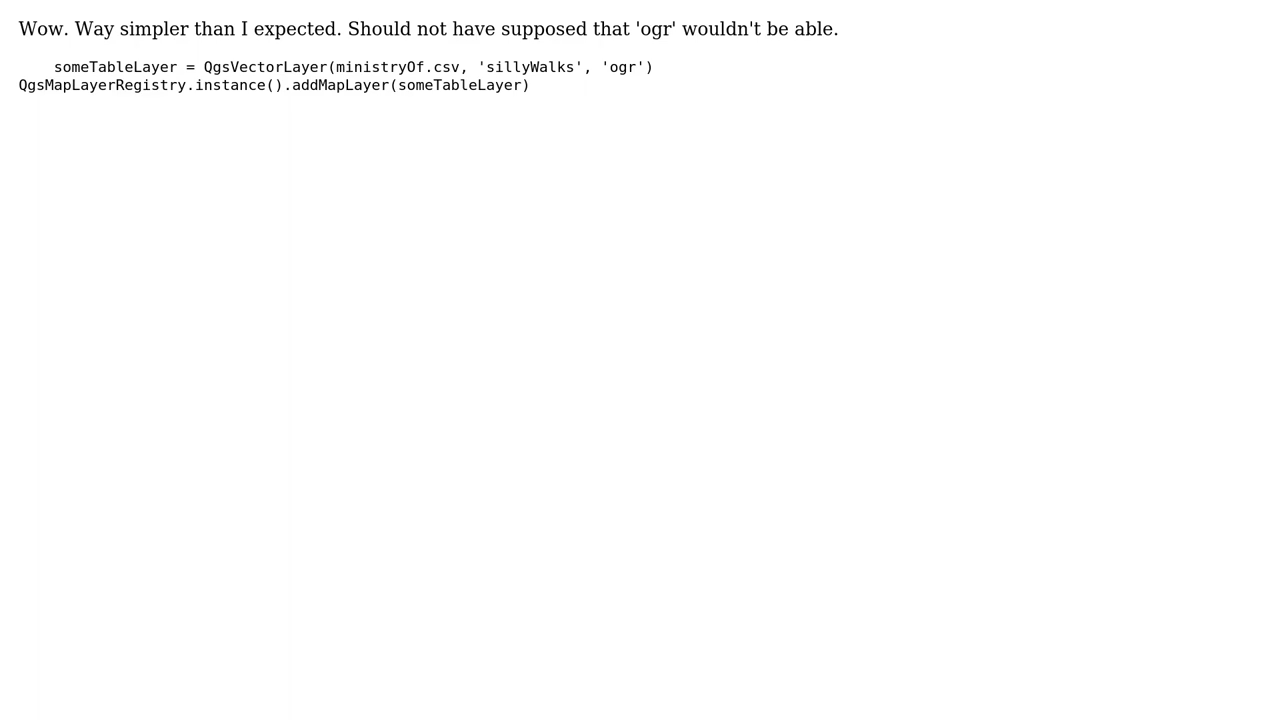 Wow. Way simpler than I expected. Should not have supposed that 'ogr' wouldn't be able.
someTableLayer = QgsVectorLayer(ministryOf.csv, 'sillyWalks', 'ogr')
QgsMapLayerRegistry.instance().addMapLayer(someTableLayer)